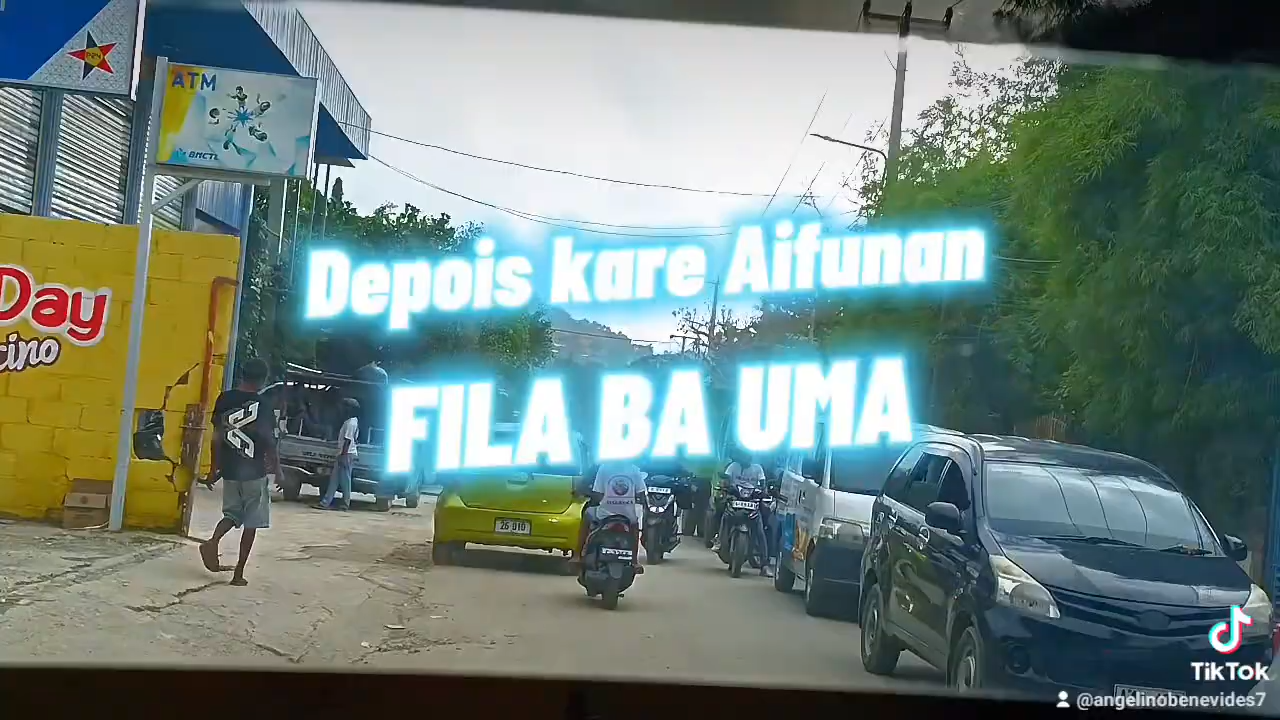 ATM
BNCTL
Day
cino
Depois kare Aifunan
FILA BA UMA
26 010
TikTok
@angelinobenevides7